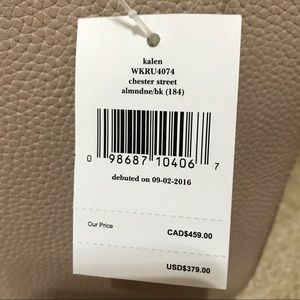 kalen
WKRU4074
chester street
almndne/bk (184)
0 98687 10406 7
debuted on 09-02-2016
Our Price CAD$459.00
USD$379.00